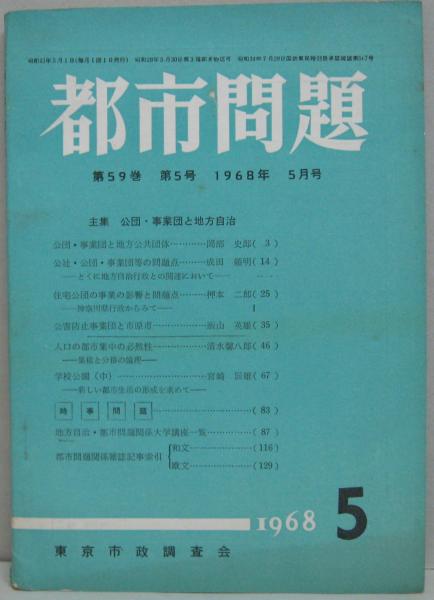 都市問題
第59巻 第5号 1968年 5月号
主集 公団・事業団と地方自治
公団・事業団と地方公共団体…………岡部 史郎( 3 )
公社・公団・事業団等の問題点………成田 頼明(14)
――とくに地方自治行政との関連において――
住宅公団の事業の影響と問題点………押本 二郎(25)
――神奈川県行政からみて――
公害防止事業団と市原市………………飯山 英雄(35)
人口の都市集中の必然性………………清水馨八郎(46)
――集積と分極の論理――
学校公園(中)……………………………宮崎 辰雄(67)
――新しい都市生活の形成を求めて――
時事問題……………………(83)
地方自治・都市問題関係大学講座一覧……………(87)
都市問題関係雑誌記事索引{和文……………………(116)
欧文……………………(129)
1968 5
東京市政調査会